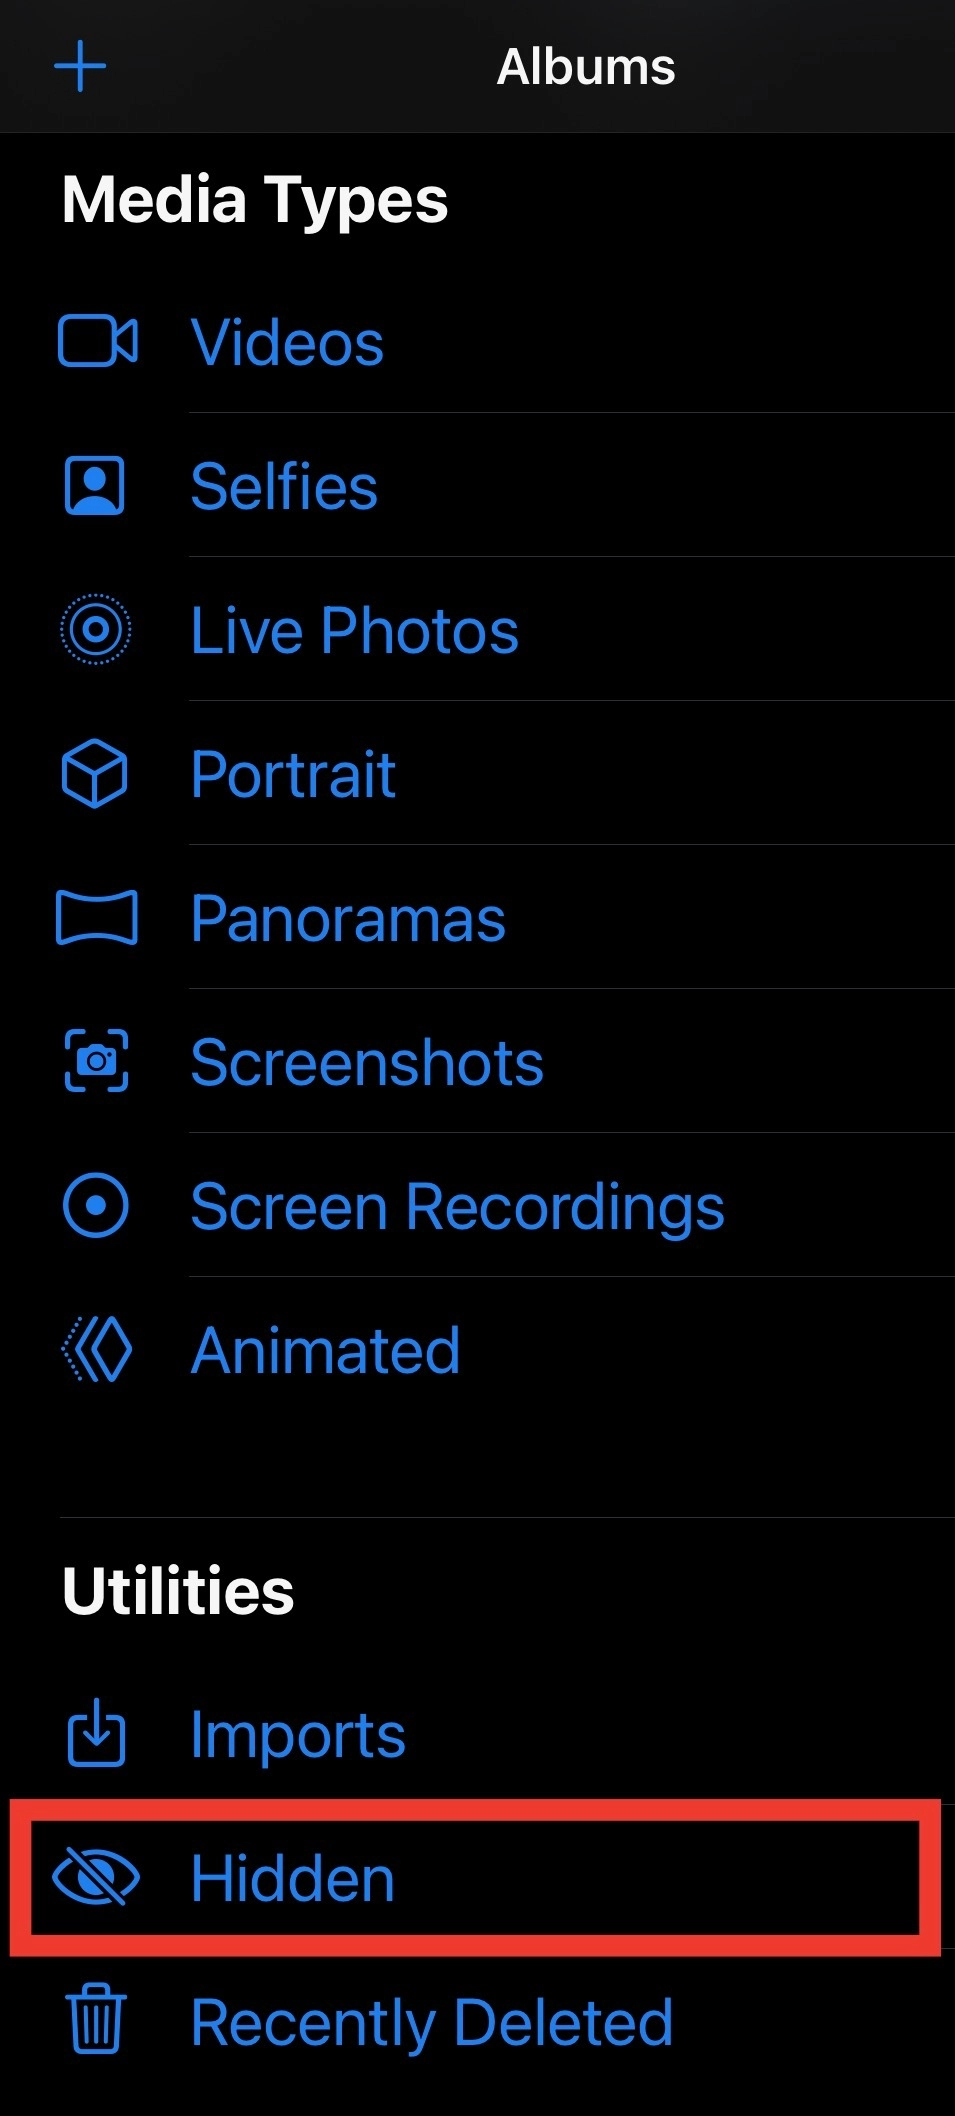 Albums
Media Types
Videos
Selfies
Live Photos
Portrait
Panoramas
Screenshots
Screen Recordings
Animated
Utilities
Imports
Hidden
Recently Deleted